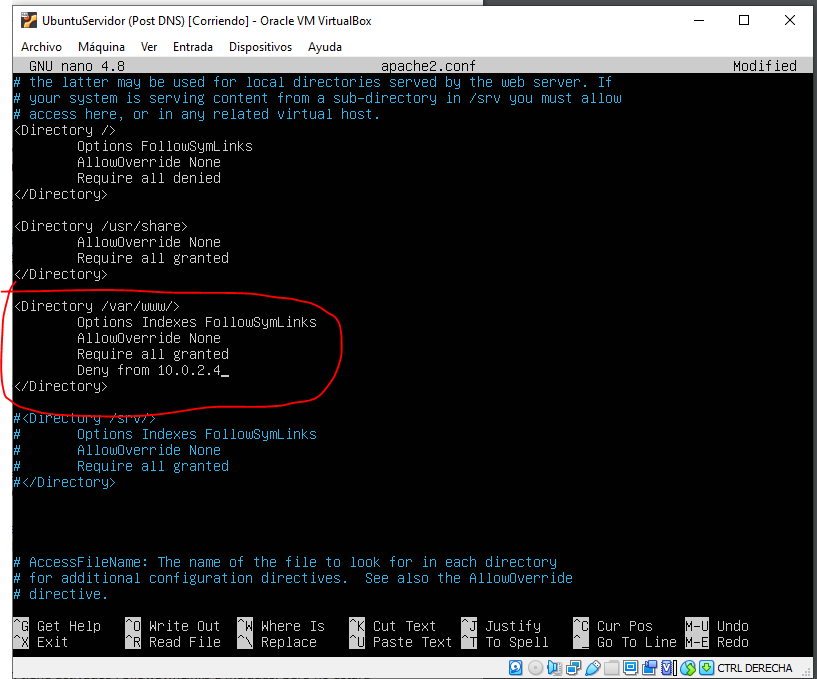 UbuntuServidor (Post DNS) [Corriendo] - Oracle VM VirtualBox
Archivo Máquina Ver Entrada Dispositivos Ayuda
GNU nano 4.8 apache2.conf Modified
# the latter may be used for local directories served by the web server. If
# your system is serving content from a sub-directory in /srv you must allow
# access here, or in any related virtual host.
<Directory />
Options FollowSymLinks
AllowOverride None
Require all denied
</Directory>
<Directory /usr/share>
AllowOverride None
Require all granted
</Directory>
<Directory /var/www/>
Options Indexes FollowSymLinks
AllowOverride None
Require all granted
Deny from 10.0.2.4_
</Directory>
#<Directory /srv/>
# Options Indexes FollowSymLinks
# AllowOverride None
# Require all granted
#</Directory>
# AccessFileName: The name of the file to look for in each directory
# for additional configuration directives. See also the AllowOverride
# directive.
^G Get Help ^O Write Out ^W Where Is ^K Cut Text ^J Justify ^C Cur Pos M-U Undo
^X Exit ^R Read File ^\ Replace ^U Paste Text ^T To Spell ^_ Go To Line M-E Redo
CTRL DERECHA